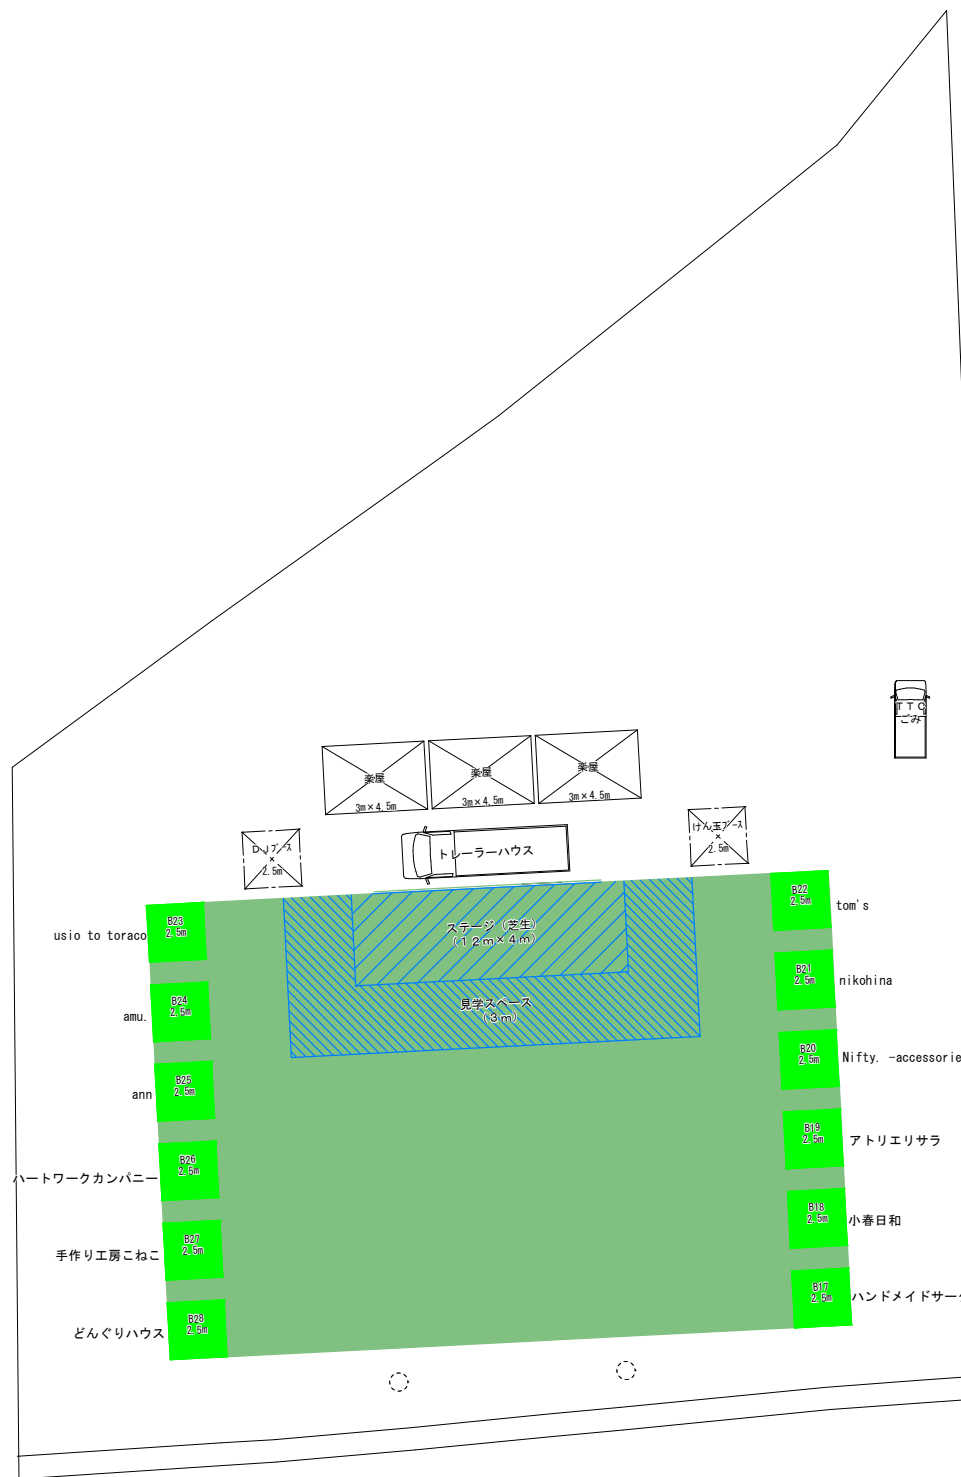 TTC
ごみ
楽屋
3m×4.5m
楽屋
3m×4.5m
楽屋
3m×4.5m
DJブース
×
2.5m
トレーラーハウス
けん玉ブース
×
2.5m
ステージ(芝生)
(12m×4m)
見学スペース
(3m)
usio to toraco
B23
2.5m
amu.
B24
2.5m
ann
B25
2.5m
ハートワークカンパニー
B26
2.5m
手作り工房こねこ
B27
2.5m
どんぐりハウス
B28
2.5m
B22
2.5m
tom's
B21
2.5m
nikohina
B20
2.5m
Nifty. -accessorie
B19
2.5m
アトリエリサラ
B18
2.5m
小春日和
B17
2.5m
ハンドメイドサーク